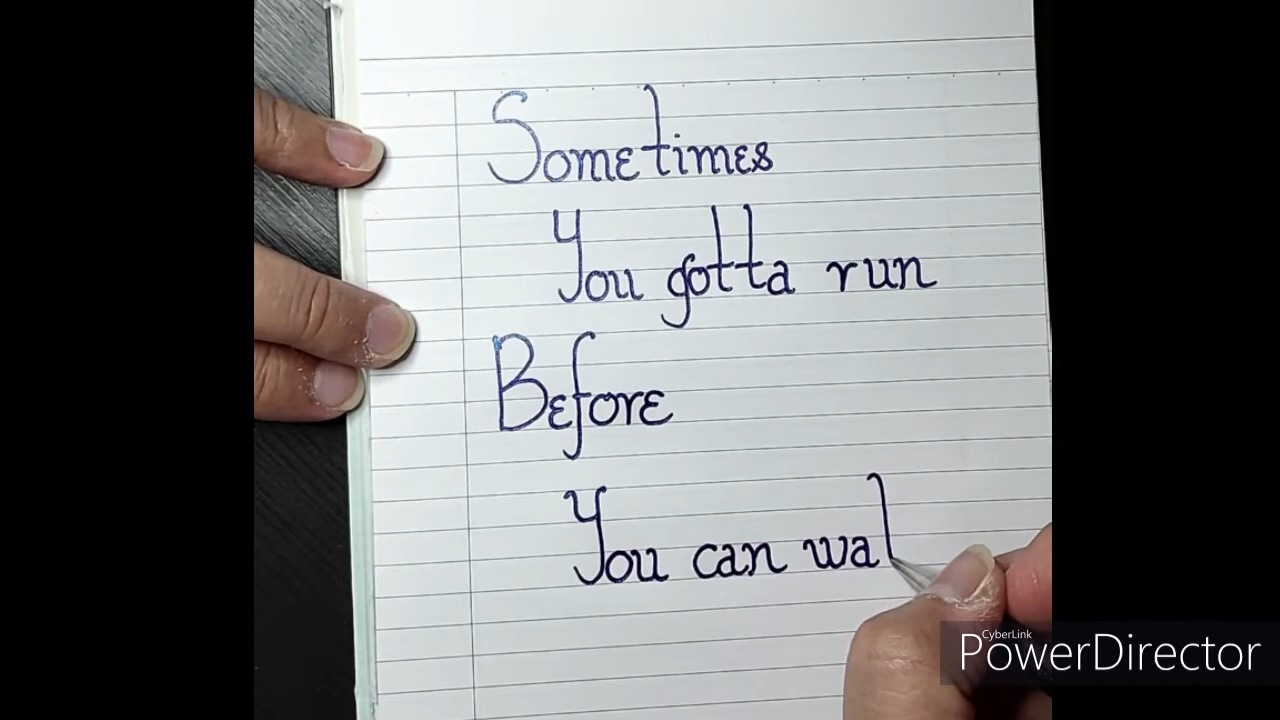 Sometimes
You gotta run
Before
You can wal
CyberLink
PowerDirector